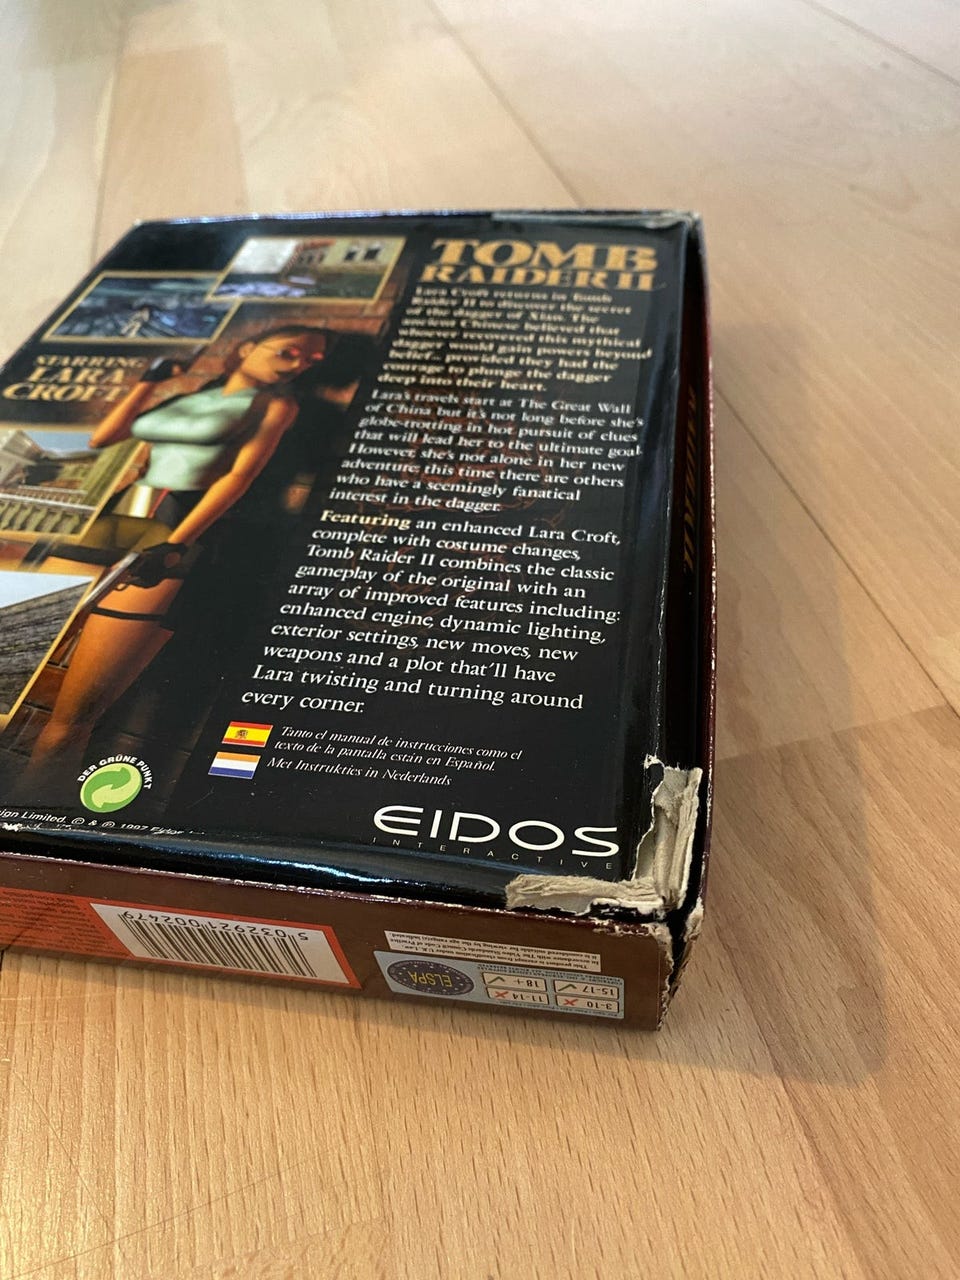 TOMB
RAIDER II
Lara Croft returns in Tomb
Raider II to discover the secret
of the dagger of Xian. The
ancient Chinese believed that
whoever recovered this mythical
dagger would gain powers beyond
belief... provided they had the
courage to plunge the dagger
deep into their heart.
Lara's travels start at The Great Wall
of China but it's not long before she's
globe-trotting in hot pursuit of clues
that will lead her to the ultimate goal.
However, she's not alone in her new
adventure; this time there are others
who have a seemingly fanatical
interest in the dagger.
Featuring an enhanced Lara Croft,
complete with costume changes,
Tomb Raider II combines the classic
gameplay of the original with an
array of improved features including:
enhanced engine, dynamic lighting,
exterior settings, new moves, new
weapons and a plot that'll have
Lara twisting and turning around
every corner.
STARRING
LARA
CROFT
Tanto el manual de instrucciones como el
texto de la pantalla están en Español.
Met Instrukties in Nederlands
DER GRÜNE PUNKT
EIDOS
INTERACTIVE
sign Limited. © & ℗ 1997 Eidos
5 032921 002479
ELSPA
3-10
11-14
15-17
18+